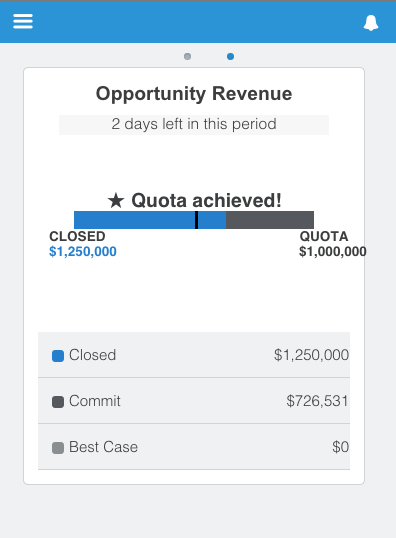 Opportunity Revenue
2 days left in this period
★ Quota achieved!
CLOSED QUOTA
$1,250,000 $1,000,000
Closed $1,250,000
Commit $726,531
Best Case $0